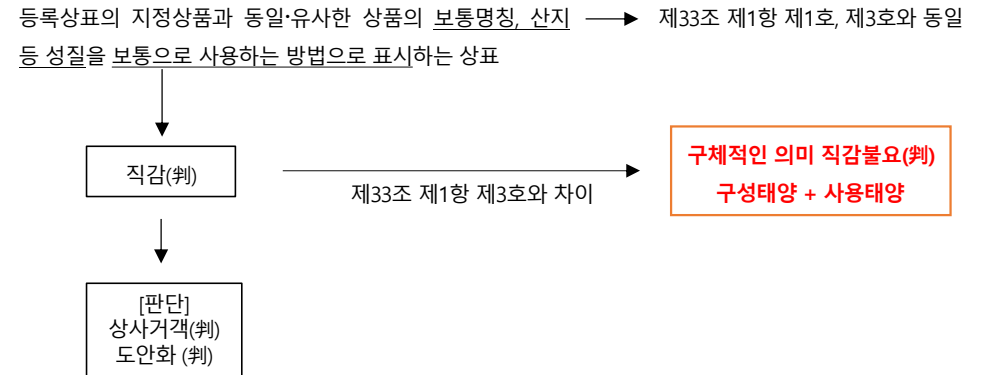 등록상표의 지정상품과 동일·유사한 상품의 보통명칭, 산지 제33조 제1항 제1호, 제3호와 동일
등 성질을 보통으로 사용하는 방법으로 표시하는 상표
직감(判)
제33조 제1항 제3호와 차이
구체적인 의미 직감불요(判)
구성태양 + 사용태양
[판단]
상사거객(判)
도안화 (判)